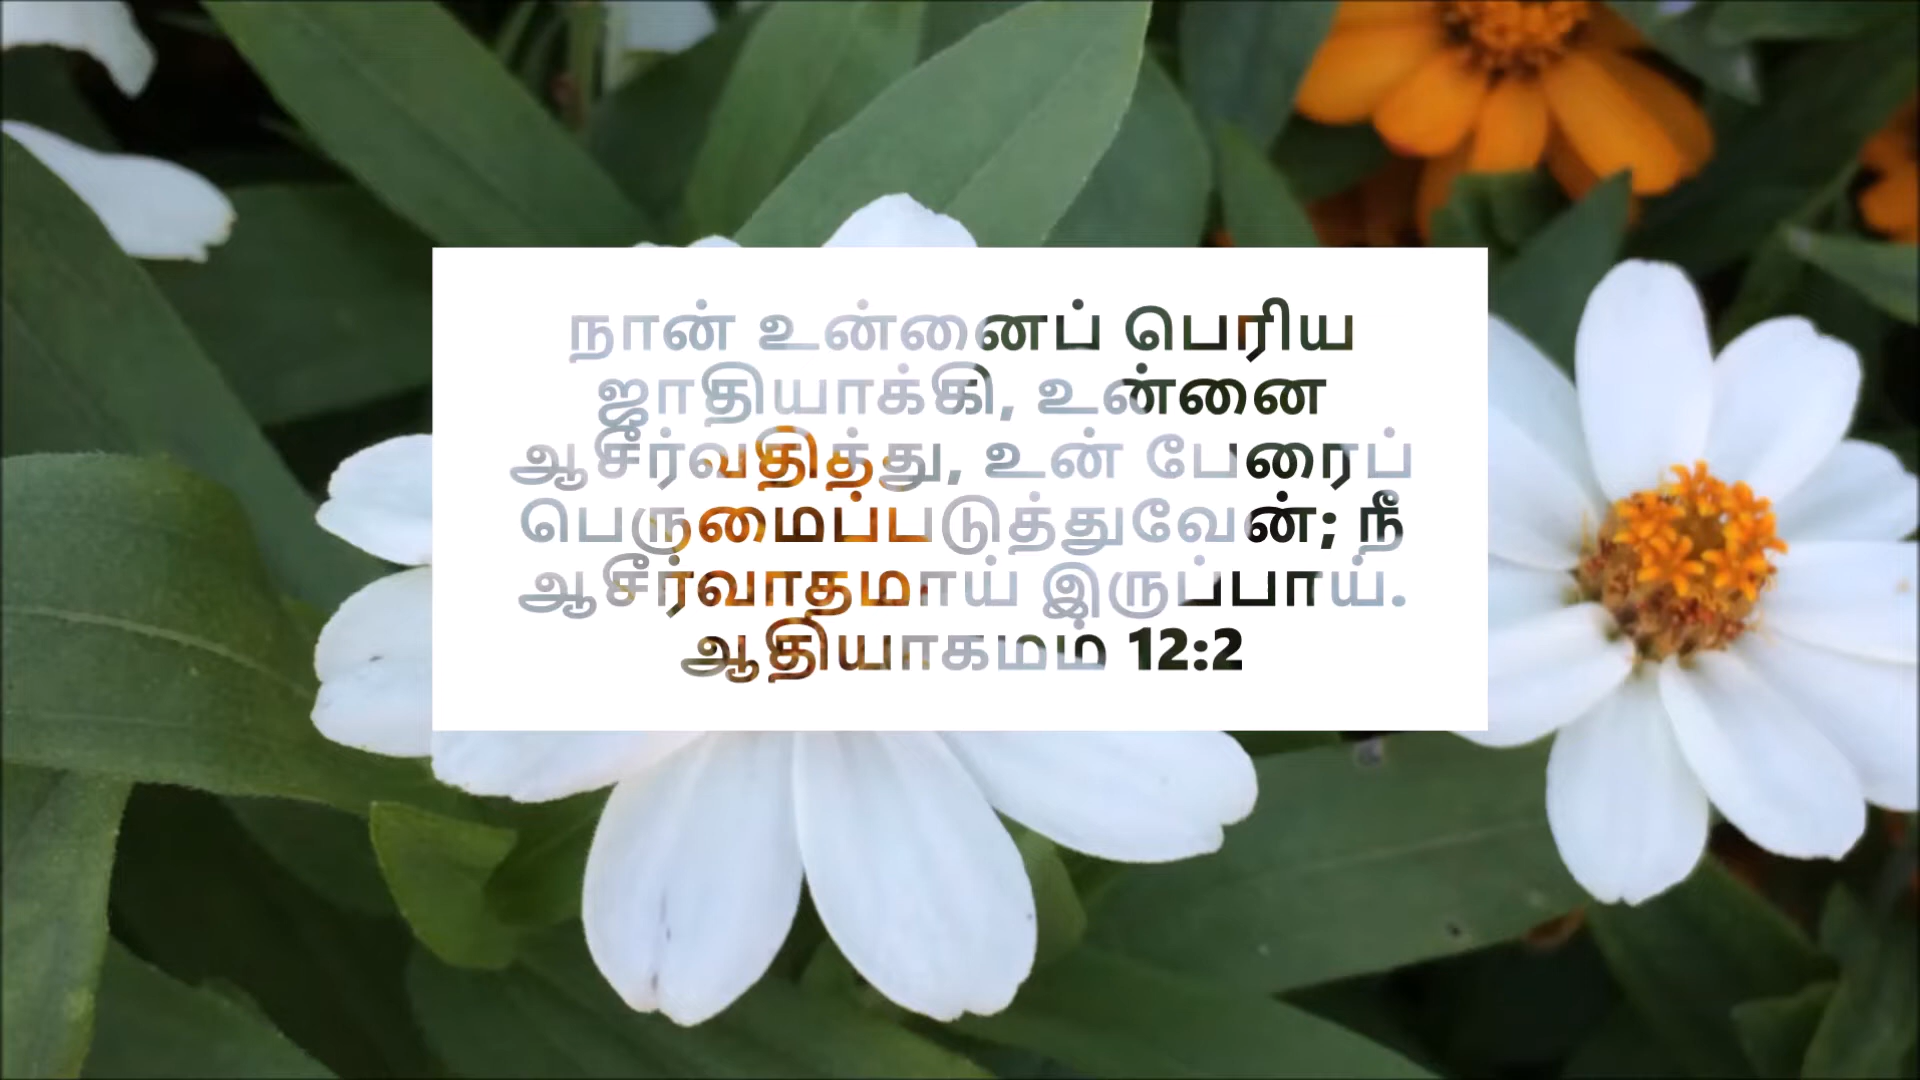 நான் உன்னைப் பெரிய
ஜாதியாக்கி, உன்னை
ஆசீர்வதித்து, உன் பேரைப்
பெருமைப்படுத்துவேன்; நீ
ஆசீர்வாதமாய் இருப்பாய்.
ஆதியாகமம் 12:2